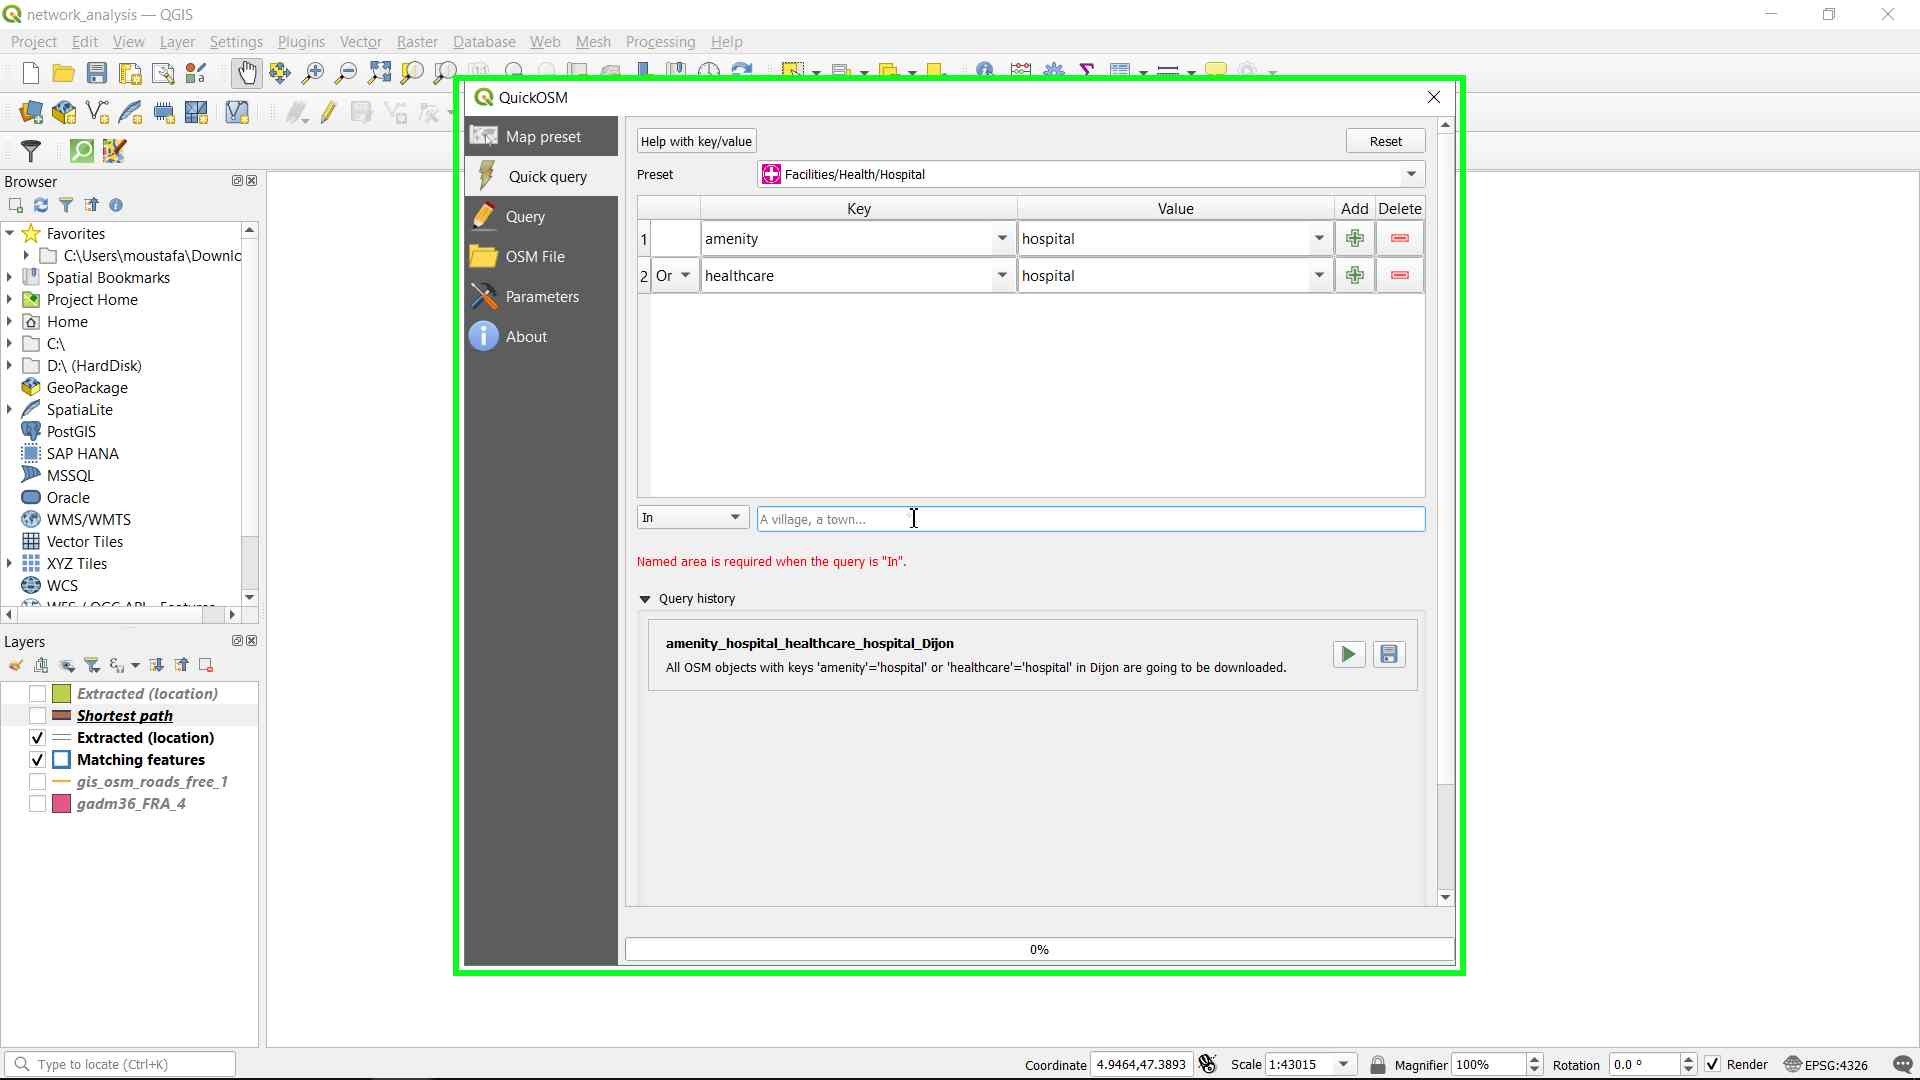 network_analysis — QGIS
Project Edit View Layer Settings Plugins Vector Raster Database Web Mesh Processing Help
QuickOSM
Map preset
Quick query
Query
OSM File
Parameters
About
Help with key/value
Reset
Preset
Facilities/Health/Hospital
Key Value Add Delete
1 amenity hospital
2 Or healthcare hospital
In
A village, a town...
Named area is required when the query is "In".
Query history
amenity_hospital_healthcare_hospital_Dijon
All OSM objects with keys 'amenity'='hospital' or 'healthcare'='hospital' in Dijon are going to be downloaded.
0%
Browser
Favorites
C:\Users\moustafa\Downlc
Spatial Bookmarks
Project Home
Home
C:\
D:\ (HardDisk)
GeoPackage
SpatiaLite
PostGIS
SAP HANA
MSSQL
Oracle
WMS/WMTS
Vector Tiles
XYZ Tiles
WCS
Layers
Extracted (location)
Shortest path
Extracted (location)
Matching features
gis_osm_roads_free_1
gadm36_FRA_4
Type to locate (Ctrl+K)
Coordinate 4.9464,47.3893 Scale 1:43015 Magnifier 100% Rotation 0.0 ° Render EPSG:4326